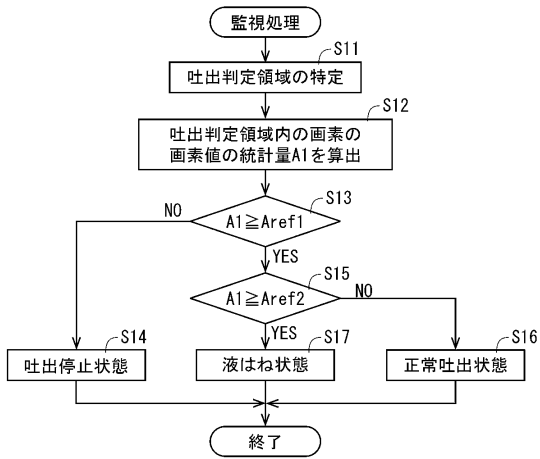 監視処理
S11
吐出判定領域の特定
S12
吐出判定領域内の画素の
画素値の統計量A1を算出
S13
A1≧Aref1
NO
YES
S15
A1≧Aref2
NO
YES
S14
吐出停止状態
S17
液はね状態
S16
正常吐出状態
終了